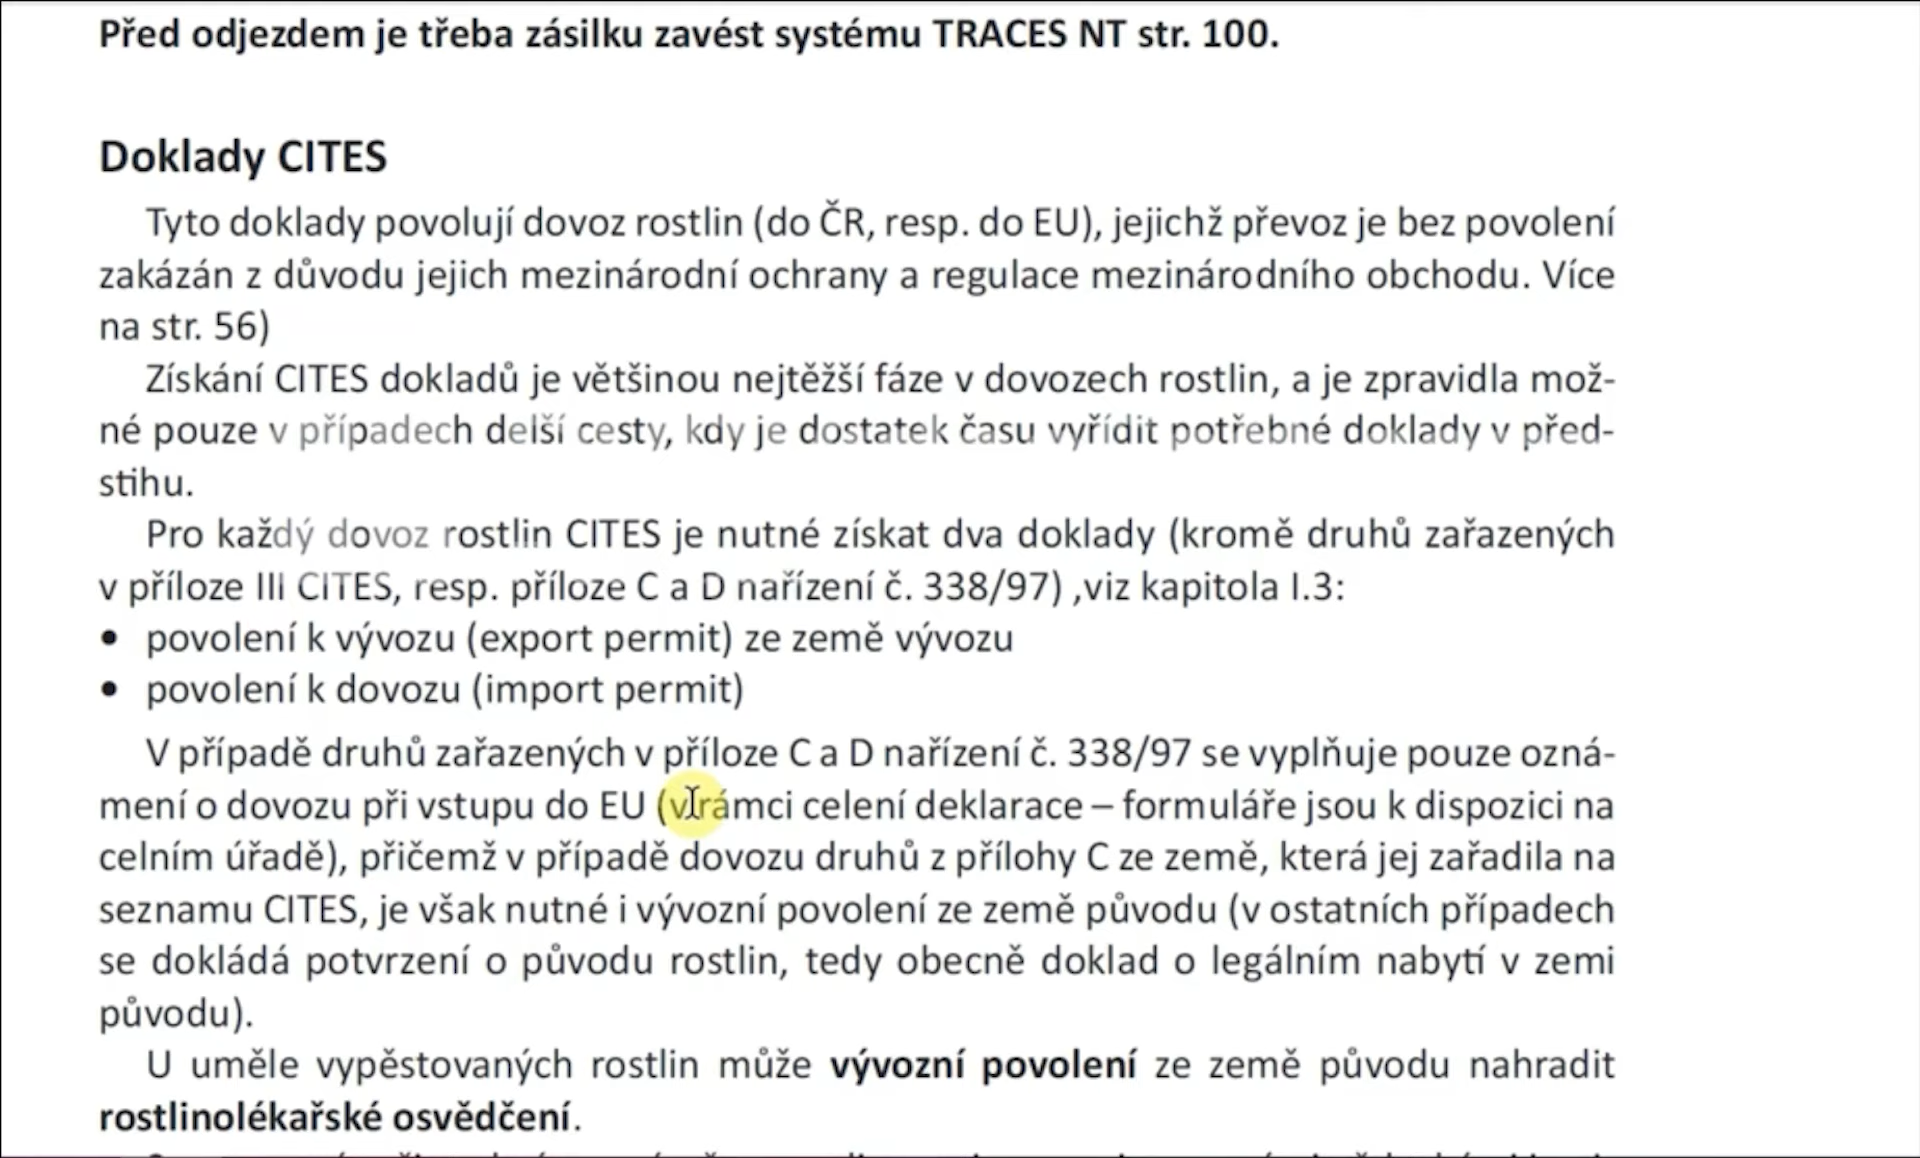 Před odjezdem je třeba zásilku zavést systému TRACES NT str. 100.
Doklady CITES
Tyto doklady povolují dovoz rostlin (do ČR, resp. do EU), jejichž převoz je bez povolení
zakázán z důvodu jejich mezinárodní ochrany a regulace mezinárodního obchodu. Více
na str. 56)
Získání CITES dokladů je většinou nejtěžší fáze v dovozech rostlin, a je zpravidla mož-
né pouze v případech delší cesty, kdy je dostatek času vyřídit potřebné doklady v před-
stihu.
Pro každý dovoz rostlin CITES je nutné získat dva doklady (kromě druhů zařazených
v příloze III CITES, resp. příloze C a D nařízení č. 338/97) ,viz kapitola I.3:
• povolení k vývozu (export permit) ze země vývozu
• povolení k dovozu (import permit)
V případě druhů zařazených v příloze C a D nařízení č. 338/97 se vyplňuje pouze ozná-
mení o dovozu při vstupu do EU (v rámci celení deklarace – formuláře jsou k dispozici na
celním úřadě), přičemž v případě dovozu druhů z přílohy C ze země, která jej zařadila na
seznamu CITES, je však nutné i vývozní povolení ze země původu (v ostatních případech
se dokládá potvrzení o původu rostlin, tedy obecně doklad o legálním nabytí v zemi
původu).
U uměle vypěstovaných rostlin může vývozní povolení ze země původu nahradit
rostlinolékařské osvědčení.